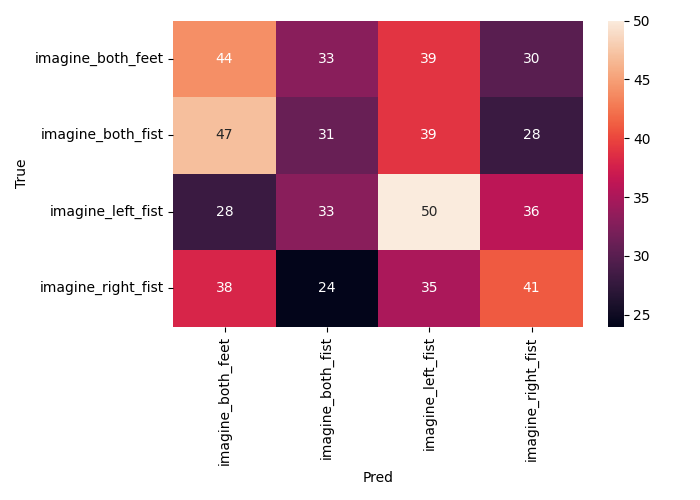 imagine_both_feet 44 33 39 30
imagine_both_fist 47 31 39 28
imagine_left_fist 28 33 50 36
imagine_right_fist 38 24 35 41
True
imagine_both_feet
imagine_both_fist
imagine_left_fist
imagine_right_fist
Pred
50
45
40
35
30
25